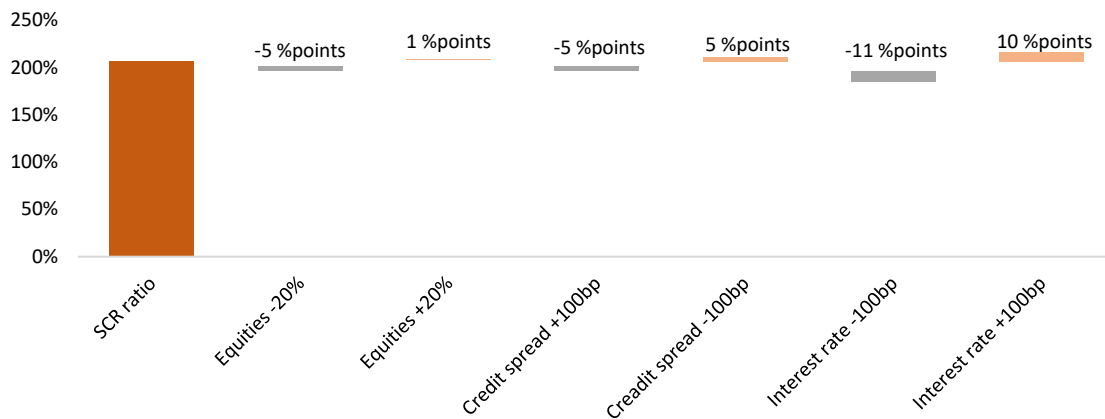 250%
200%
150%
100%
50%
0%
-5 %points
1 %points
-5 %points
5 %points
-11 %points
10 %points
SCR ratio
Equities -20%
Equities +20%
Credit spread +100bp
Creadit spread -100bp
Interest rate -100bp
Interest rate +100bp